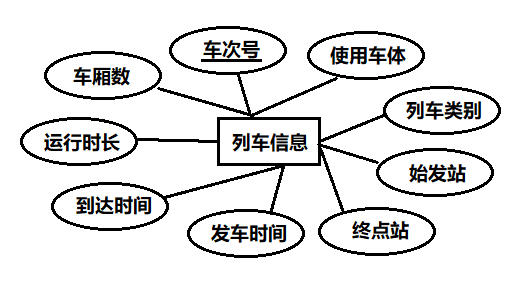 车次号
使用车体
车厢数
列车类别
运行时长
列车信息
始发站
到达时间
发车时间
终点站